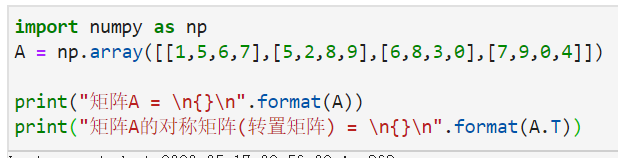 import numpy as np
A = np.array([[1,5,6,7],[5,2,8,9],[6,8,3,0],[7,9,0,4]])
print("矩阵A = \n{}\n".format(A))
print("矩阵A的对称矩阵(转置矩阵) = \n{}\n".format(A.T))